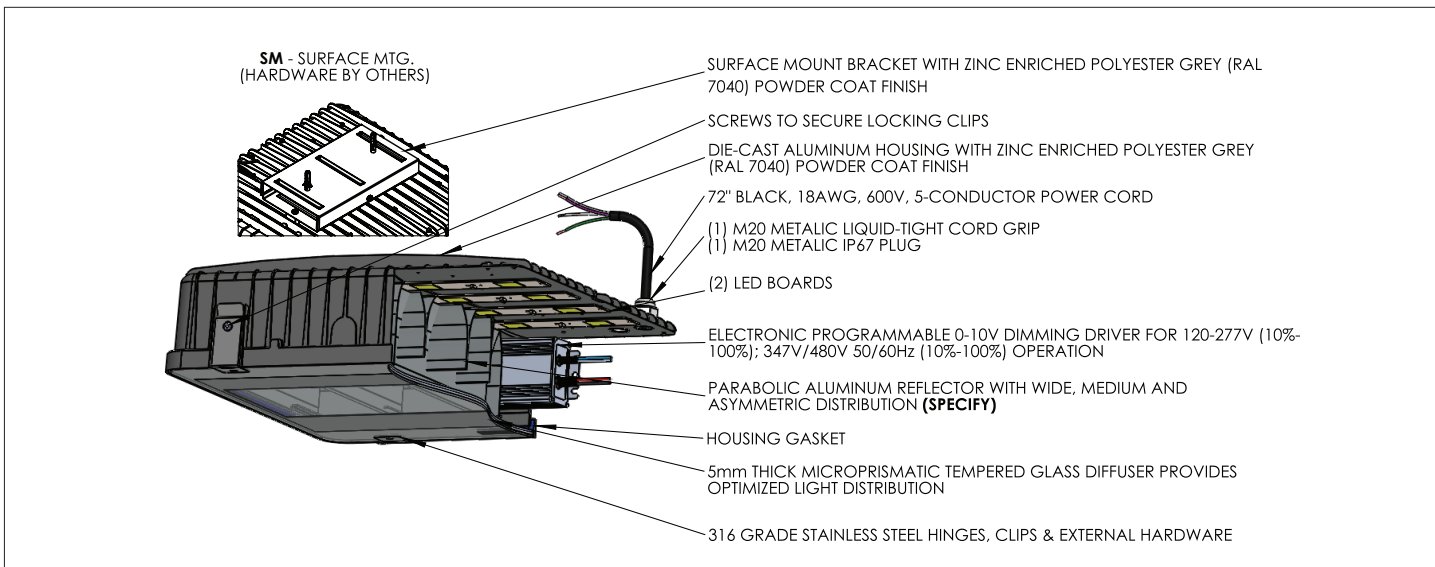 SM - SURFACE MTG.
(HARDWARE BY OTHERS)
SURFACE MOUNT BRACKET WITH ZINC ENRICHED POLYESTER GREY (RAL
7040) POWDER COAT FINISH
SCREWS TO SECURE LOCKING CLIPS
DIE-CAST ALUMINUM HOUSING WITH ZINC ENRICHED POLYESTER GREY
(RAL 7040) POWDER COAT FINISH
72" BLACK, 18AWG, 600V, 5-CONDUCTOR POWER CORD
(1) M20 METALIC LIQUID-TIGHT CORD GRIP
(1) M20 METALIC IP67 PLUG
(2) LED BOARDS
ELECTRONIC PROGRAMMABLE 0-10V DIMMING DRIVER FOR 120-277V (10%-
100%); 347V/480V 50/60Hz (10%-100%) OPERATION
PARABOLIC ALUMINUM REFLECTOR WITH WIDE, MEDIUM AND
ASYMMETRIC DISTRIBUTION (SPECIFY)
HOUSING GASKET
5mm THICK MICROPRISMATIC TEMPERED GLASS DIFFUSER PROVIDES
OPTIMIZED LIGHT DISTRIBUTION
316 GRADE STAINLESS STEEL HINGES, CLIPS & EXTERNAL HARDWARE